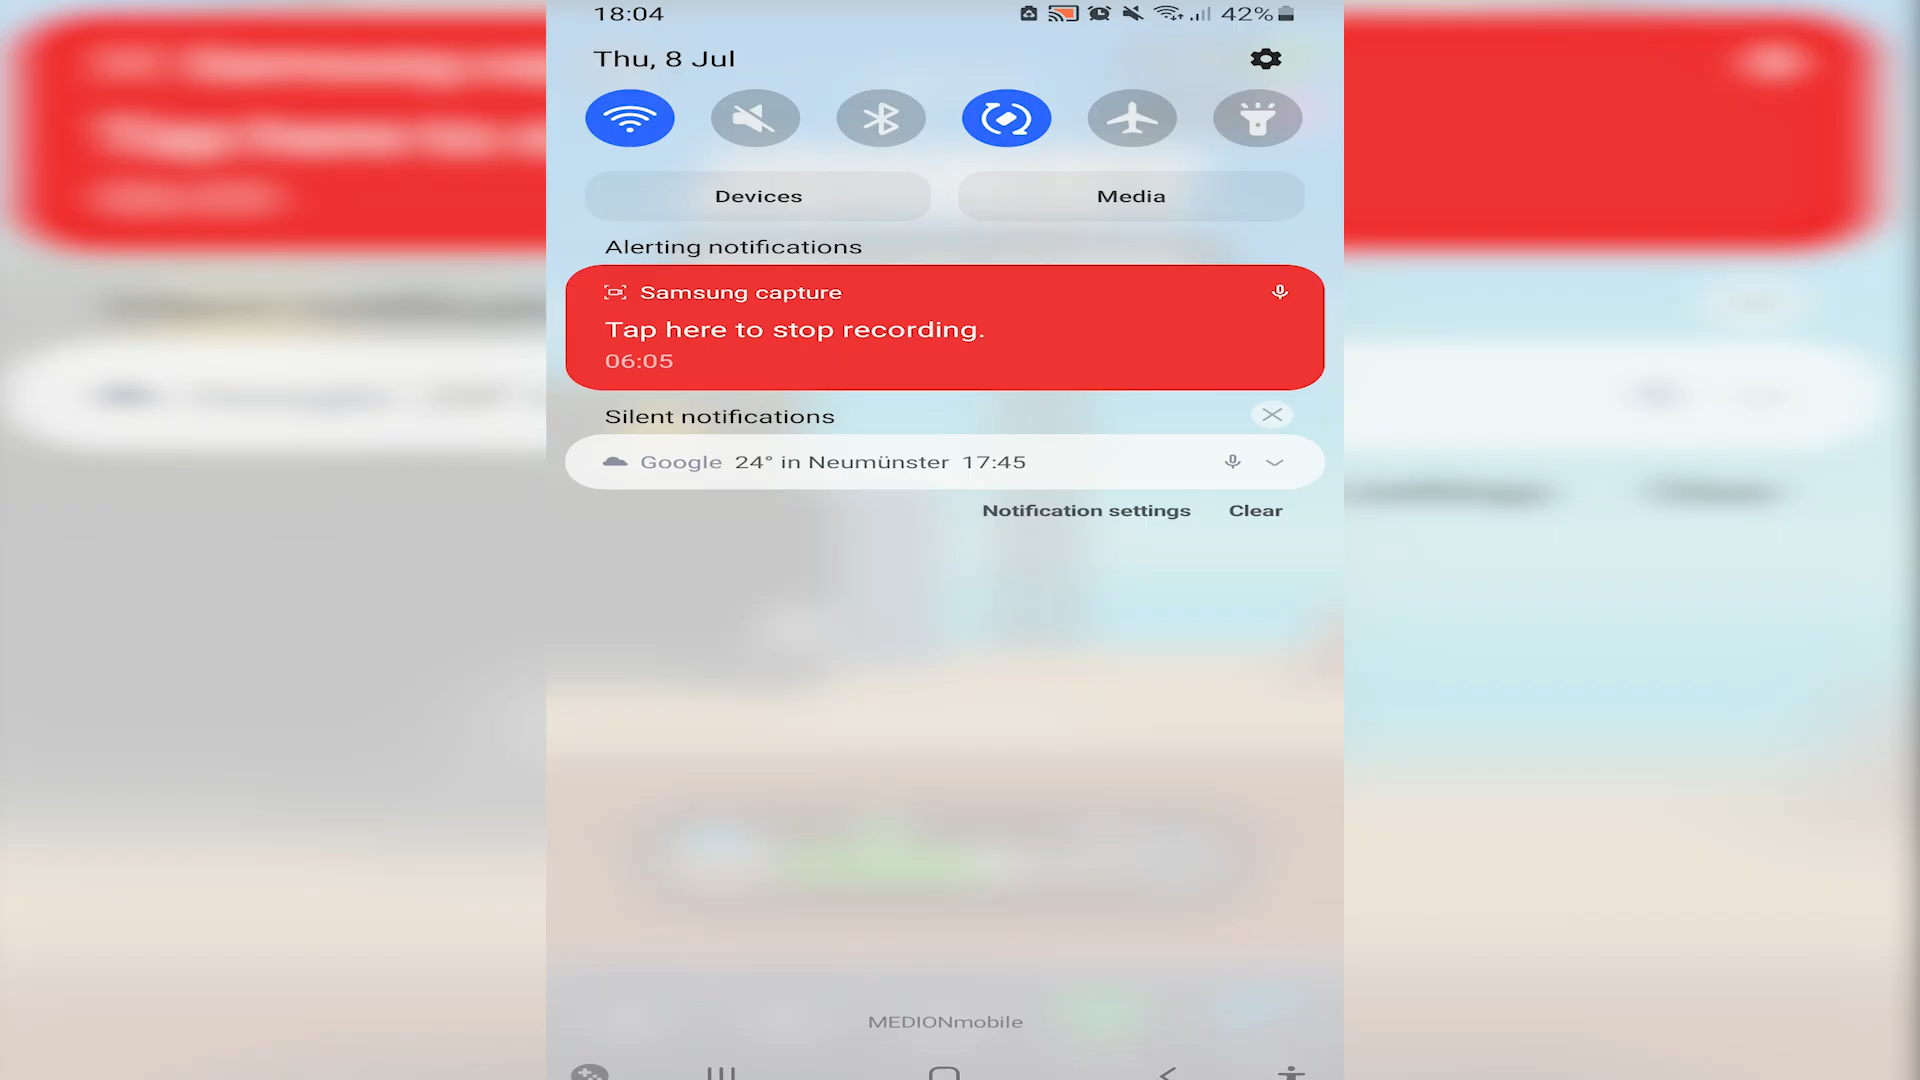 18:04
42%
Thu, 8 Jul
Devices
Media
Alerting notifications
Samsung capture
Tap here to stop recording.
06:05
Silent notifications
Google 24° in Neumünster 17:45
Notification settings Clear
MEDIONmobile